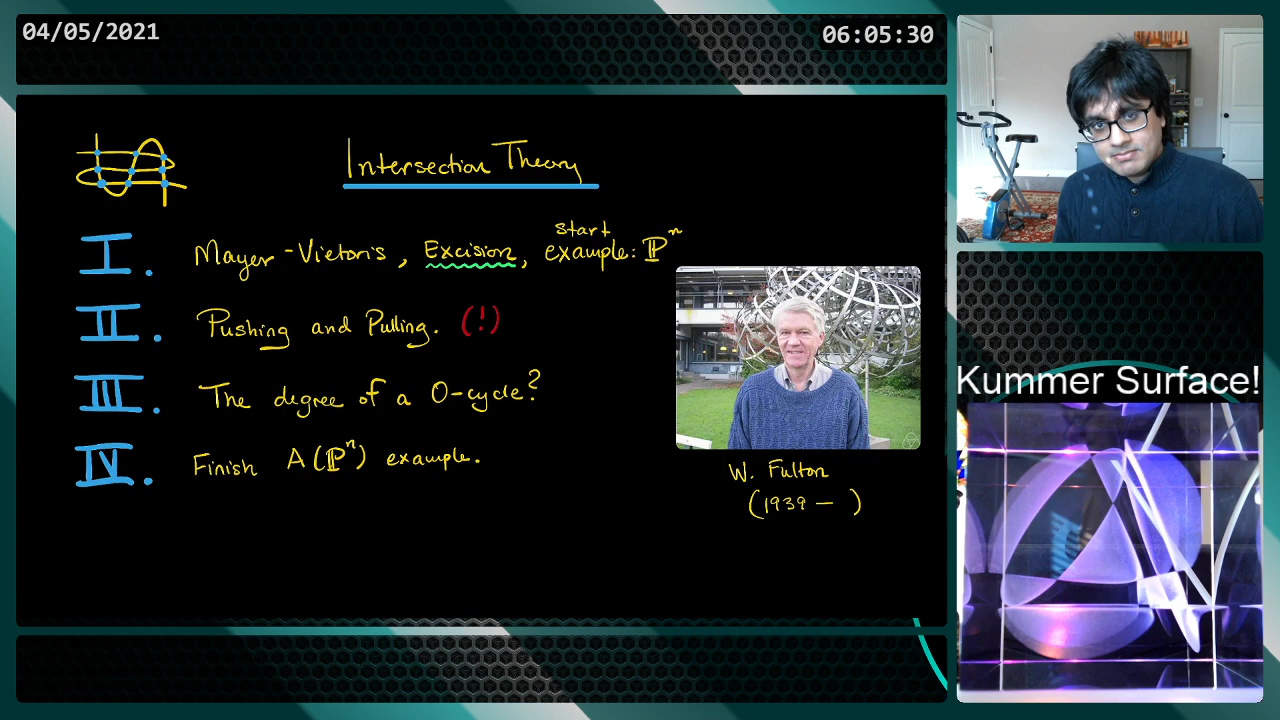 04/05/2021
06:05:30
Intersection Theory
I. Mayer-Vietoris, Excision, start example: ℙⁿ
II. Pushing and Pulling. (!)
III. The degree of a 0-cycle?
IV. Finish A(ℙⁿ) example.
W. Fulton
(1939 – )
Kummer Surface!